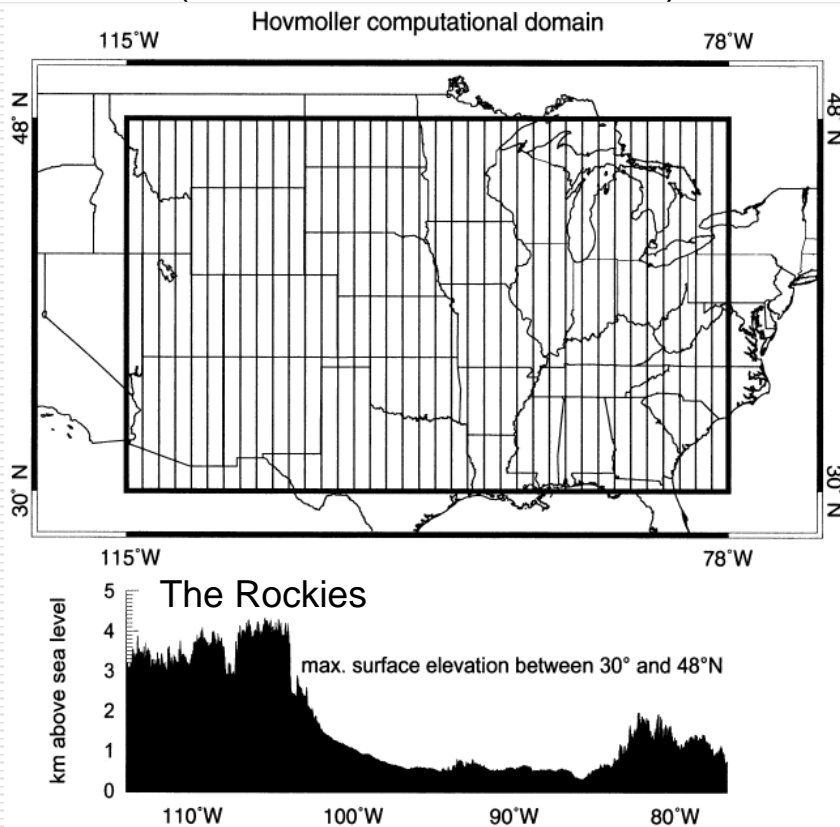 Hovmoller computational domain
115°W 78°W
48° N 48° N
30° N 30° N
115°W 78°W
5
The Rockies
4
max. surface elevation between 30° and 48°N
3
2
1
0
km above sea level
110°W 100°W 90°W 80°W